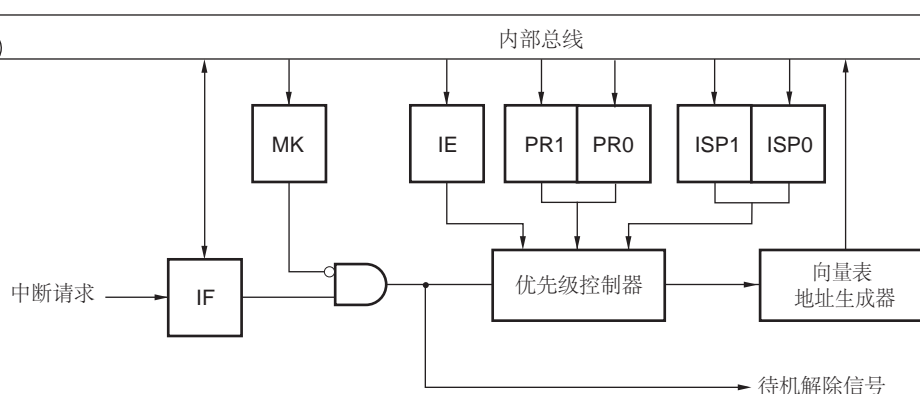 )
内部总线
MK
IE
PR1
PR0
ISP1
ISP0
中断请求
IF
优先级控制器
向量表
地址生成器
待机解除信号